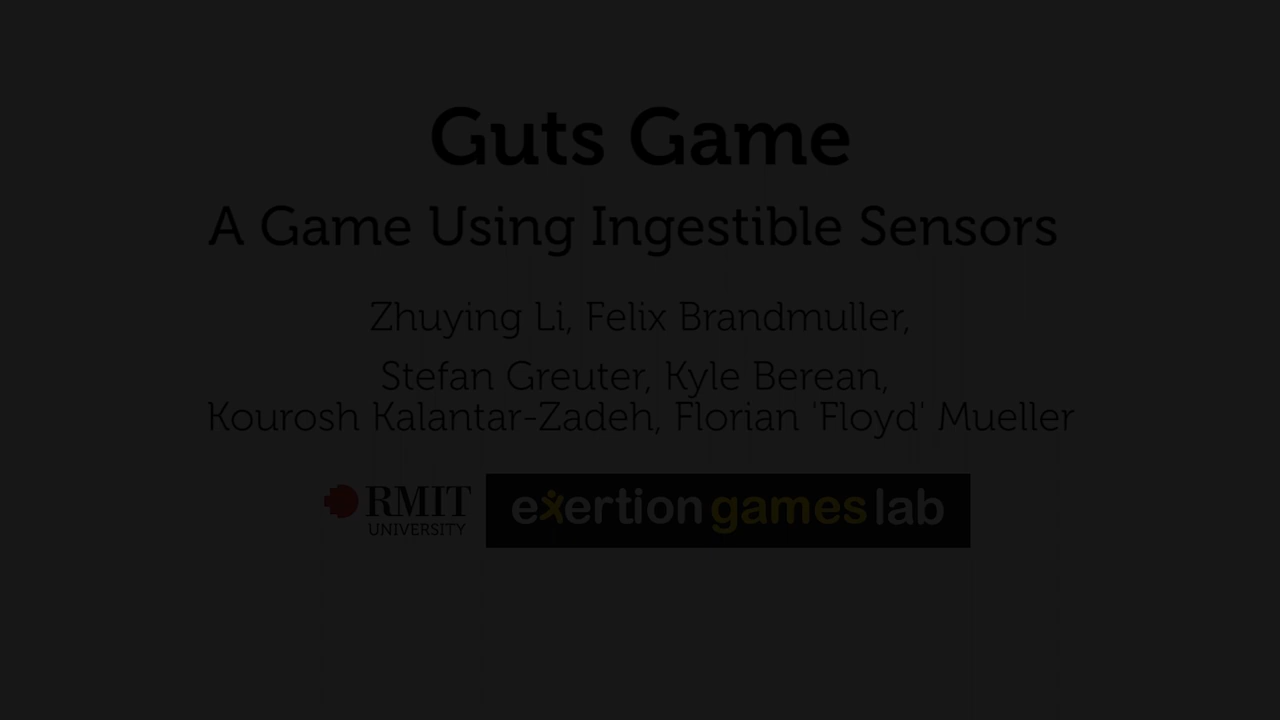 Guts Game
A Game Using Ingestible Sensors
Zhuying Li, Felix Brandmuller,
Stefan Greuter, Kyle Berean,
Kourosh Kalantar-Zadeh, Florian 'Floyd' Mueller
RMIT
UNIVERSITY
exertion games lab